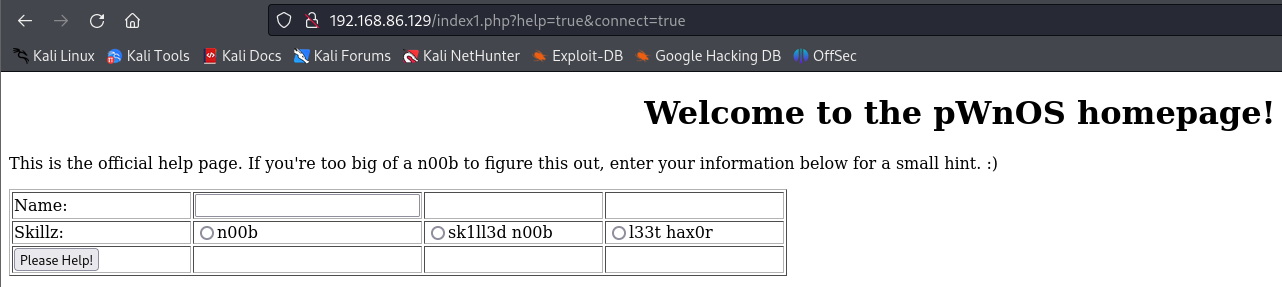 192.168.86.129/index1.php?help=true&connect=true
Kali Linux Kali Tools Kali Docs Kali Forums Kali NetHunter Exploit-DB Google Hacking DB OffSec
Welcome to the pWnOS homepage!
This is the official help page. If you're too big of a n00b to figure this out, enter your information below for a small hint. :)
Name:
Skillz: n00b sk1ll3d n00b l33t hax0r
Please Help!